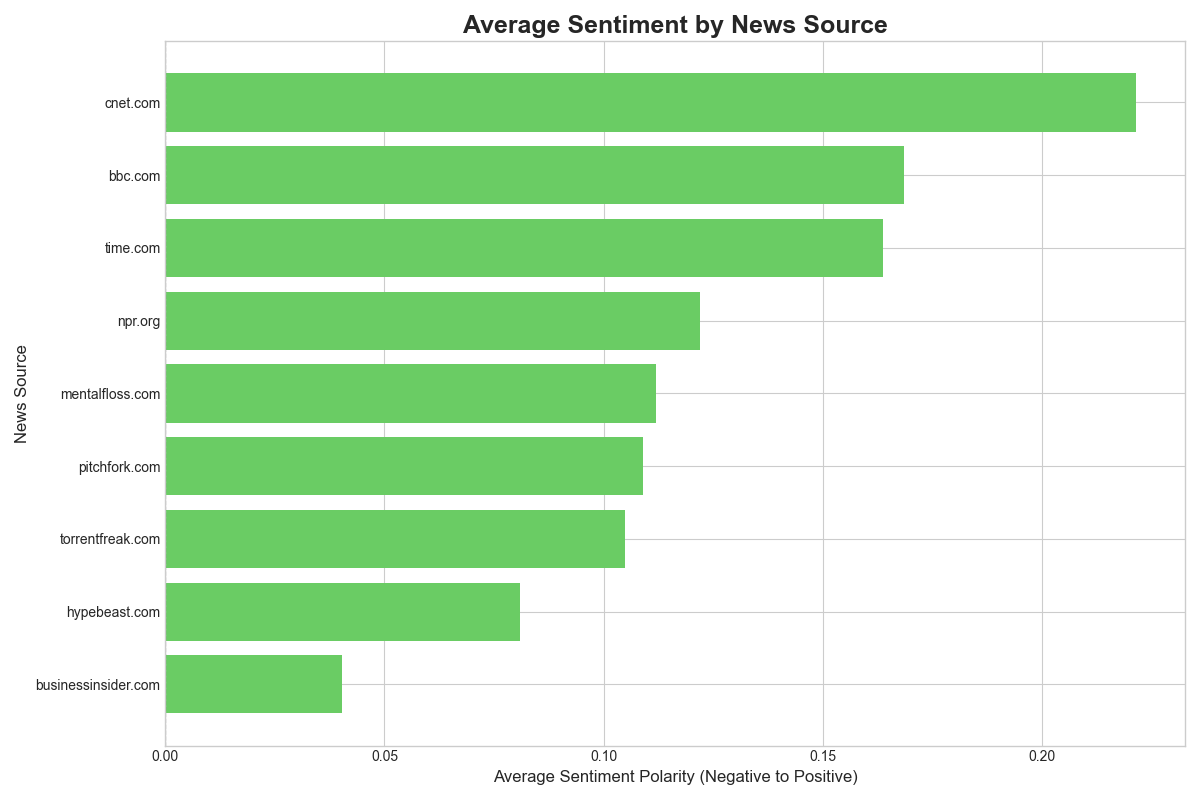 Average Sentiment by News Source
News Source
cnet.com
bbc.com
time.com
npr.org
mentalfloss.com
pitchfork.com
torrentfreak.com
hypebeast.com
businessinsider.com
0.00 0.05 0.10 0.15 0.20
Average Sentiment Polarity (Negative to Positive)